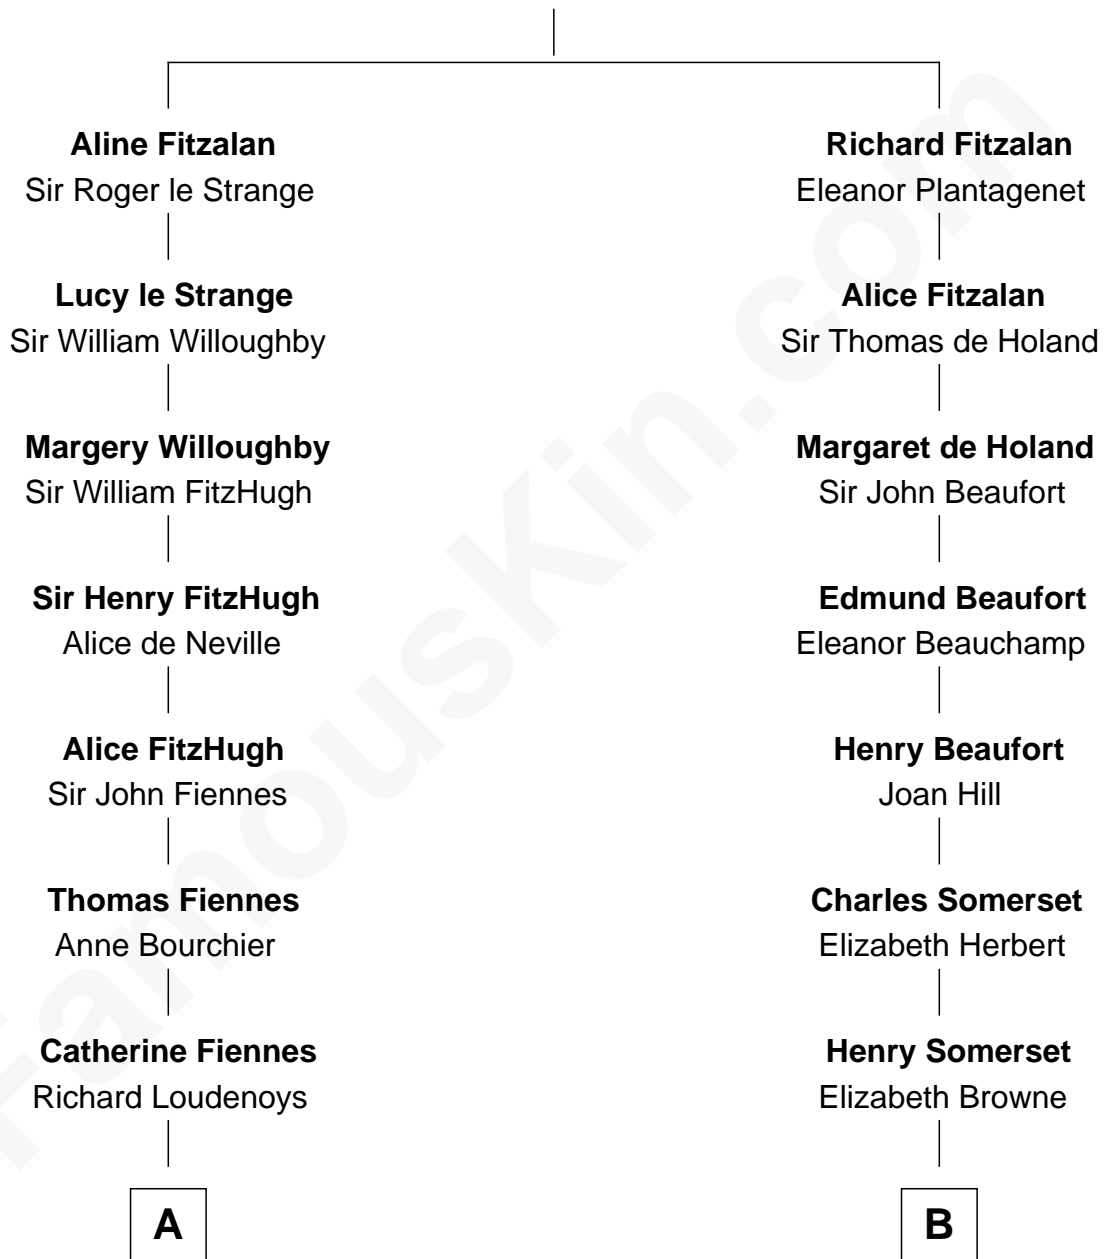 Aline Fitzalan
Sir Roger le Strange
Lucy le Strange
Sir William Willoughby
Margery Willoughby
Sir William FitzHugh
Sir Henry FitzHugh
Alice de Neville
Alice FitzHugh
Sir John Fiennes
Thomas Fiennes
Anne Bourchier
Catherine Fiennes
Richard Loudenoys
A
Richard Fitzalan
Eleanor Plantagenet
Alice Fitzalan
Sir Thomas de Holand
Margaret de Holand
Sir John Beaufort
Edmund Beaufort
Eleanor Beauchamp
Henry Beaufort
Joan Hill
Charles Somerset
Elizabeth Herbert
Henry Somerset
Elizabeth Browne
B
FamousKin.com